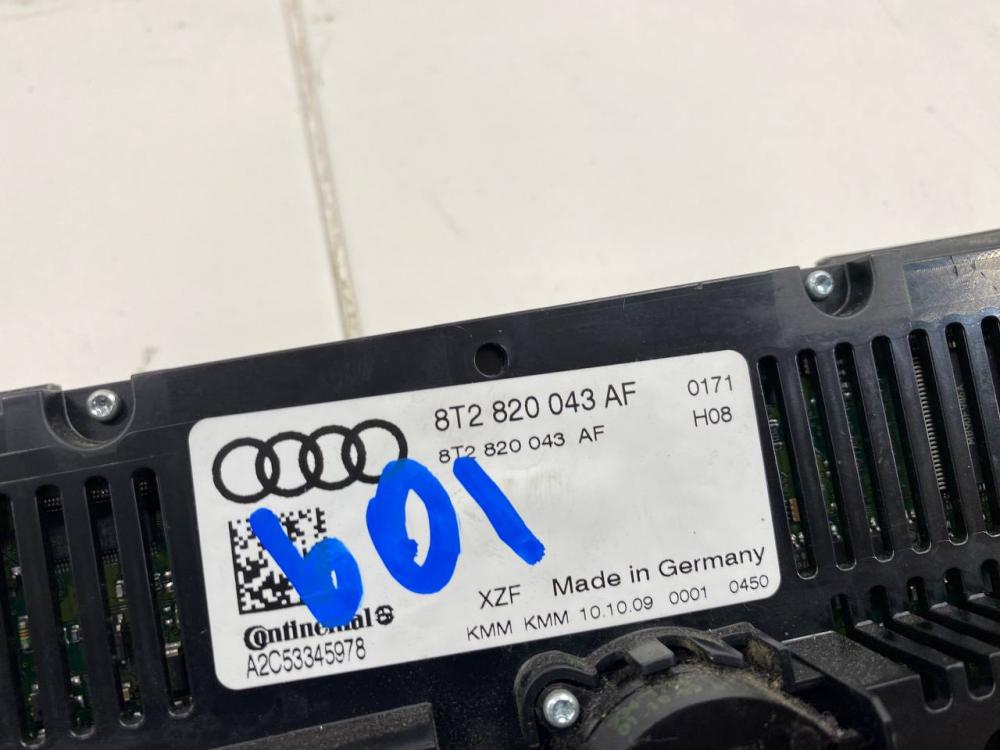 8T2 820 043 AF 0171
8T2 820 043 AF H08
109
XZF Made in Germany
Continental
KMM KMM 10.10.09 0001 0450
A2C53345978